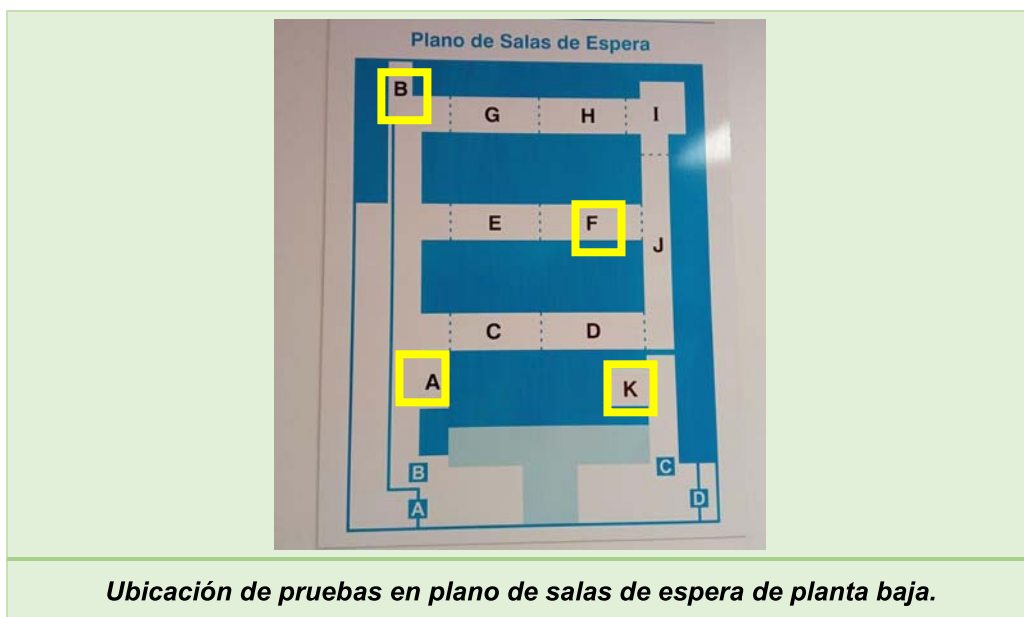 Plano de Salas de Espera
B
G H I
E F J
C D
A K
B C
A D
Ubicación de pruebas en plano de salas de espera de planta baja.